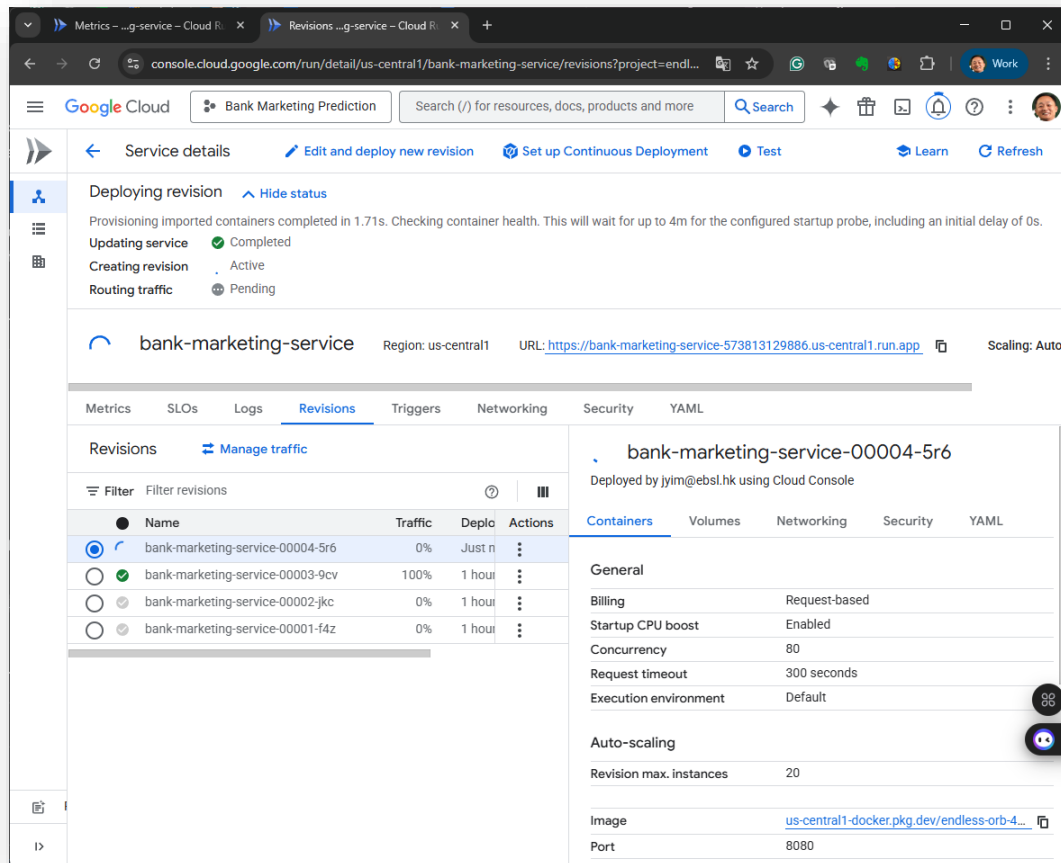 Metrics – ...g-service – Cloud R
Revisions ...g-service – Cloud R
console.cloud.google.com/run/detail/us-central1/bank-marketing-service/revisions?project=endl...
Work
Google Cloud
Bank Marketing Prediction
Search (/) for resources, docs, products and more
Search
Service details
Edit and deploy new revision
Set up Continuous Deployment
Test
Learn
Refresh
Deploying revision
Hide status
Provisioning imported containers completed in 1.71s. Checking container health. This will wait for up to 4m for the configured startup probe, including an initial delay of 0s.
Updating service Completed
Creating revision Active
Routing traffic Pending
bank-marketing-service
Region: us-central1
URL: https://bank-marketing-service-573813129886.us-central1.run.app
Scaling: Auto
Metrics SLOs Logs Revisions Triggers Networking Security YAML
Revisions
Manage traffic
Filter Filter revisions
Name Traffic Deplo Actions
bank-marketing-service-00004-5r6 0% Just n
bank-marketing-service-00003-9cv 100% 1 hour
bank-marketing-service-00002-jkc 0% 1 hour
bank-marketing-service-00001-f4z 0% 1 hour
bank-marketing-service-00004-5r6
Deployed by jyim@ebsl.hk using Cloud Console
Containers Volumes Networking Security YAML
General
Billing Request-based
Startup CPU boost Enabled
Concurrency 80
Request timeout 300 seconds
Execution environment Default
Auto-scaling
Revision max. instances 20
Image us-central1-docker.pkg.dev/endless-orb-4...
Port 8080